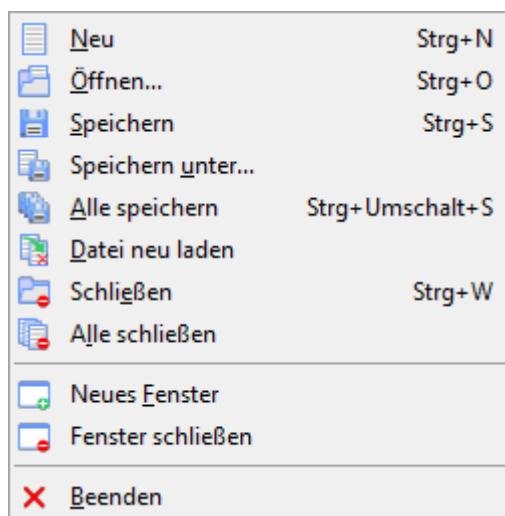 Neu Strg+N
Öffnen... Strg+O
Speichern Strg+S
Speichern unter...
Alle speichern Strg+Umschalt+S
Datei neu laden
Schließen Strg+W
Alle schließen
Neues Fenster
Fenster schließen
Beenden